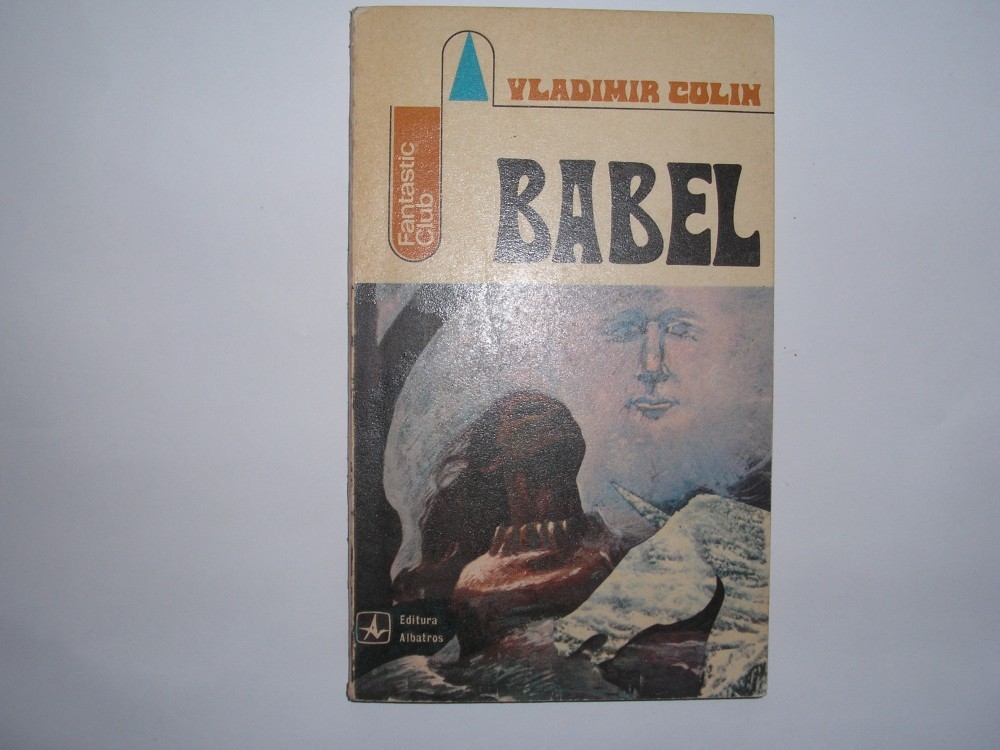 VLADIMIR COLIN
BABEL
Fantastic
Club
Editura
Albatros